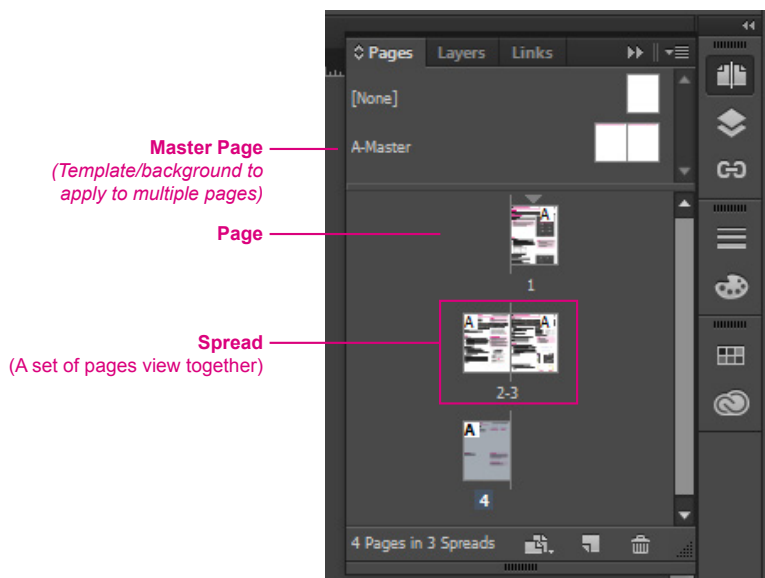 Pages Layers Links
[None]
A-Master
Master Page
(Template/background to
apply to multiple pages)
Page
A
1
Spread
(A set of pages view together)
A A
2-3
A
4
4 Pages in 3 Spreads